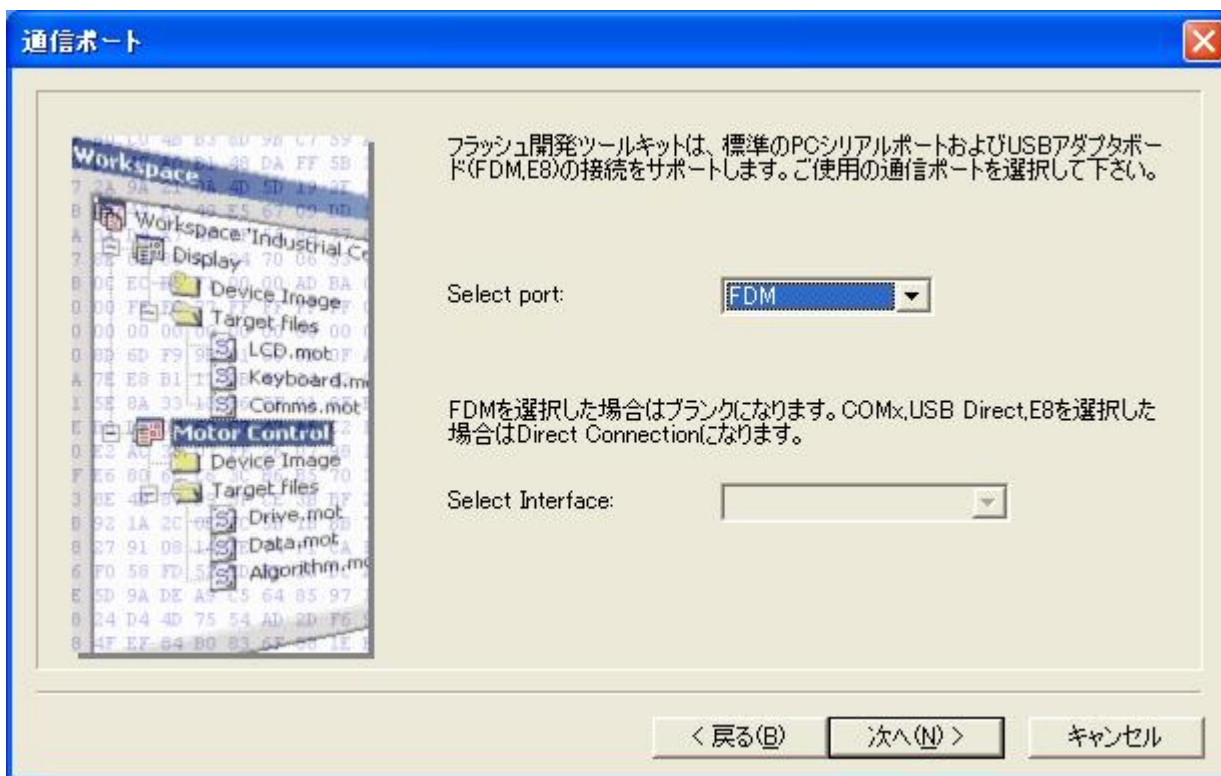 通信ポート
Workspace
Workspace 'Industrial Co
Display
Device Image
Target files
LCD.mot
Keyboard.mo
Comms.mot
Motor Control
Device Image
Target files
Drive.mot
Data.mot
Algorithm.mo
フラッシュ開発ツールキットは、標準のPCシリアルポートおよびUSBアダプタボー
ド(FDM,E8)の接続をサポートします。ご使用の通信ポートを選択して下さい。
Select port:
FDM
FDMを選択した場合はブランクになります。COMx,USB Direct,E8を選択した
場合はDirect Connectionになります。
Select Interface:
< 戻る(B)
次へ(N) >
キャンセル